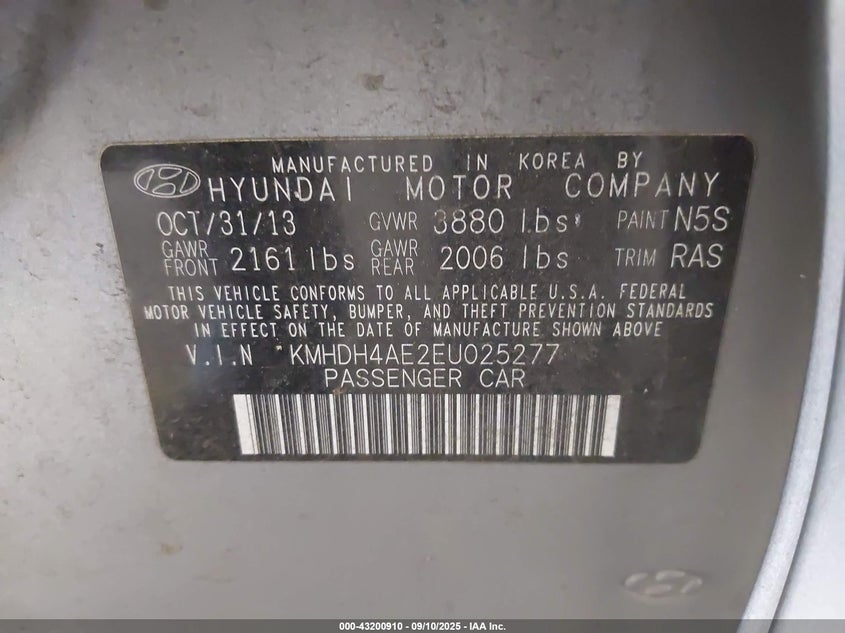 MANUFACTURED IN KOREA BY
HYUNDAI MOTOR COMPANY
OCT/31/13 GVWR 3880 lbs PAINT N5S
GAWR FRONT 2161 lbs GAWR REAR 2006 lbs TRIM RAS
THIS VEHICLE CONFORMS TO ALL APPLICABLE U.S.A. FEDERAL
MOTOR VEHICLE SAFETY, BUMPER, AND THEFT PREVENTION STANDARDS
IN EFFECT ON THE DATE OF MANUFACTURE SHOWN ABOVE
V.I.N KMHDH4AE2EU025277
PASSENGER CAR
000-43200910 - 09/10/2025 - IAA Inc.